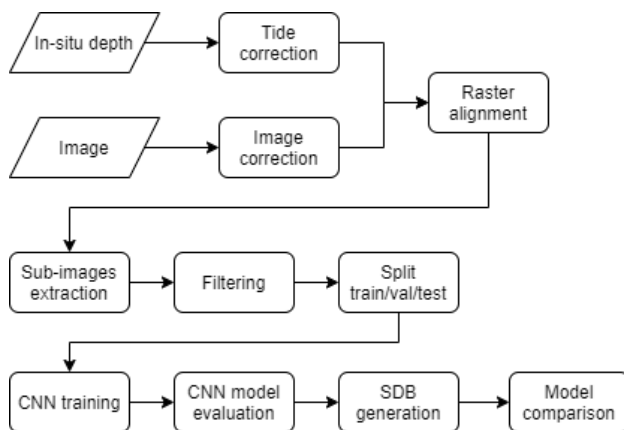 In-situ depth
Tide
correction
Raster
alignment
Image
Image
correction
Sub-images
extraction
Filtering
Split
train/val/test
CNN training
CNN model
evaluation
SDB
generation
Model
comparison